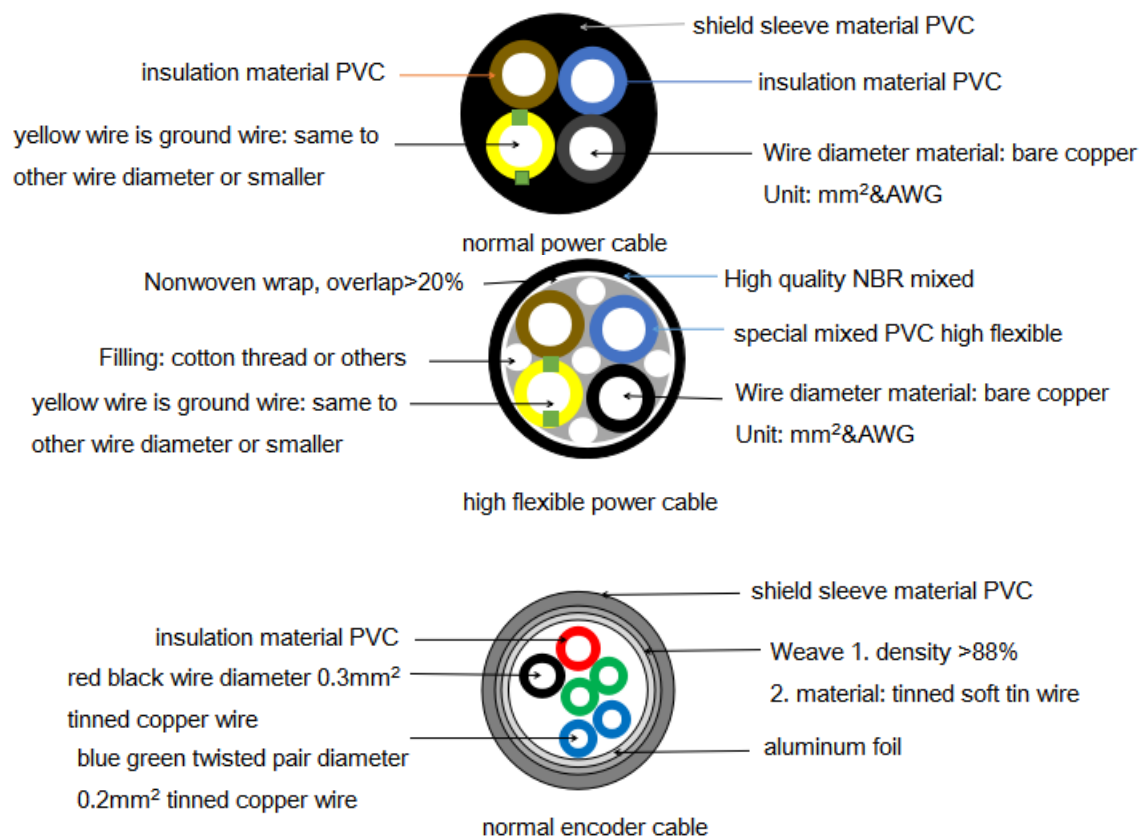 shield sleeve material PVC
insulation material PVC
insulation material PVC
yellow wire is ground wire: same to
other wire diameter or smaller
Wire diameter material: bare copper
Unit: mm²&AWG
normal power cable
Nonwoven wrap, overlap>20%
High quality NBR mixed
special mixed PVC high flexible
Filling: cotton thread or others
yellow wire is ground wire: same to
other wire diameter or smaller
Wire diameter material: bare copper
Unit: mm²&AWG
high flexible power cable
shield sleeve material PVC
insulation material PVC
red black wire diameter 0.3mm²
tinned copper wire
blue green twisted pair diameter
0.2mm² tinned copper wire
Weave 1. density >88%
2. material: tinned soft tin wire
aluminum foil
normal encoder cable